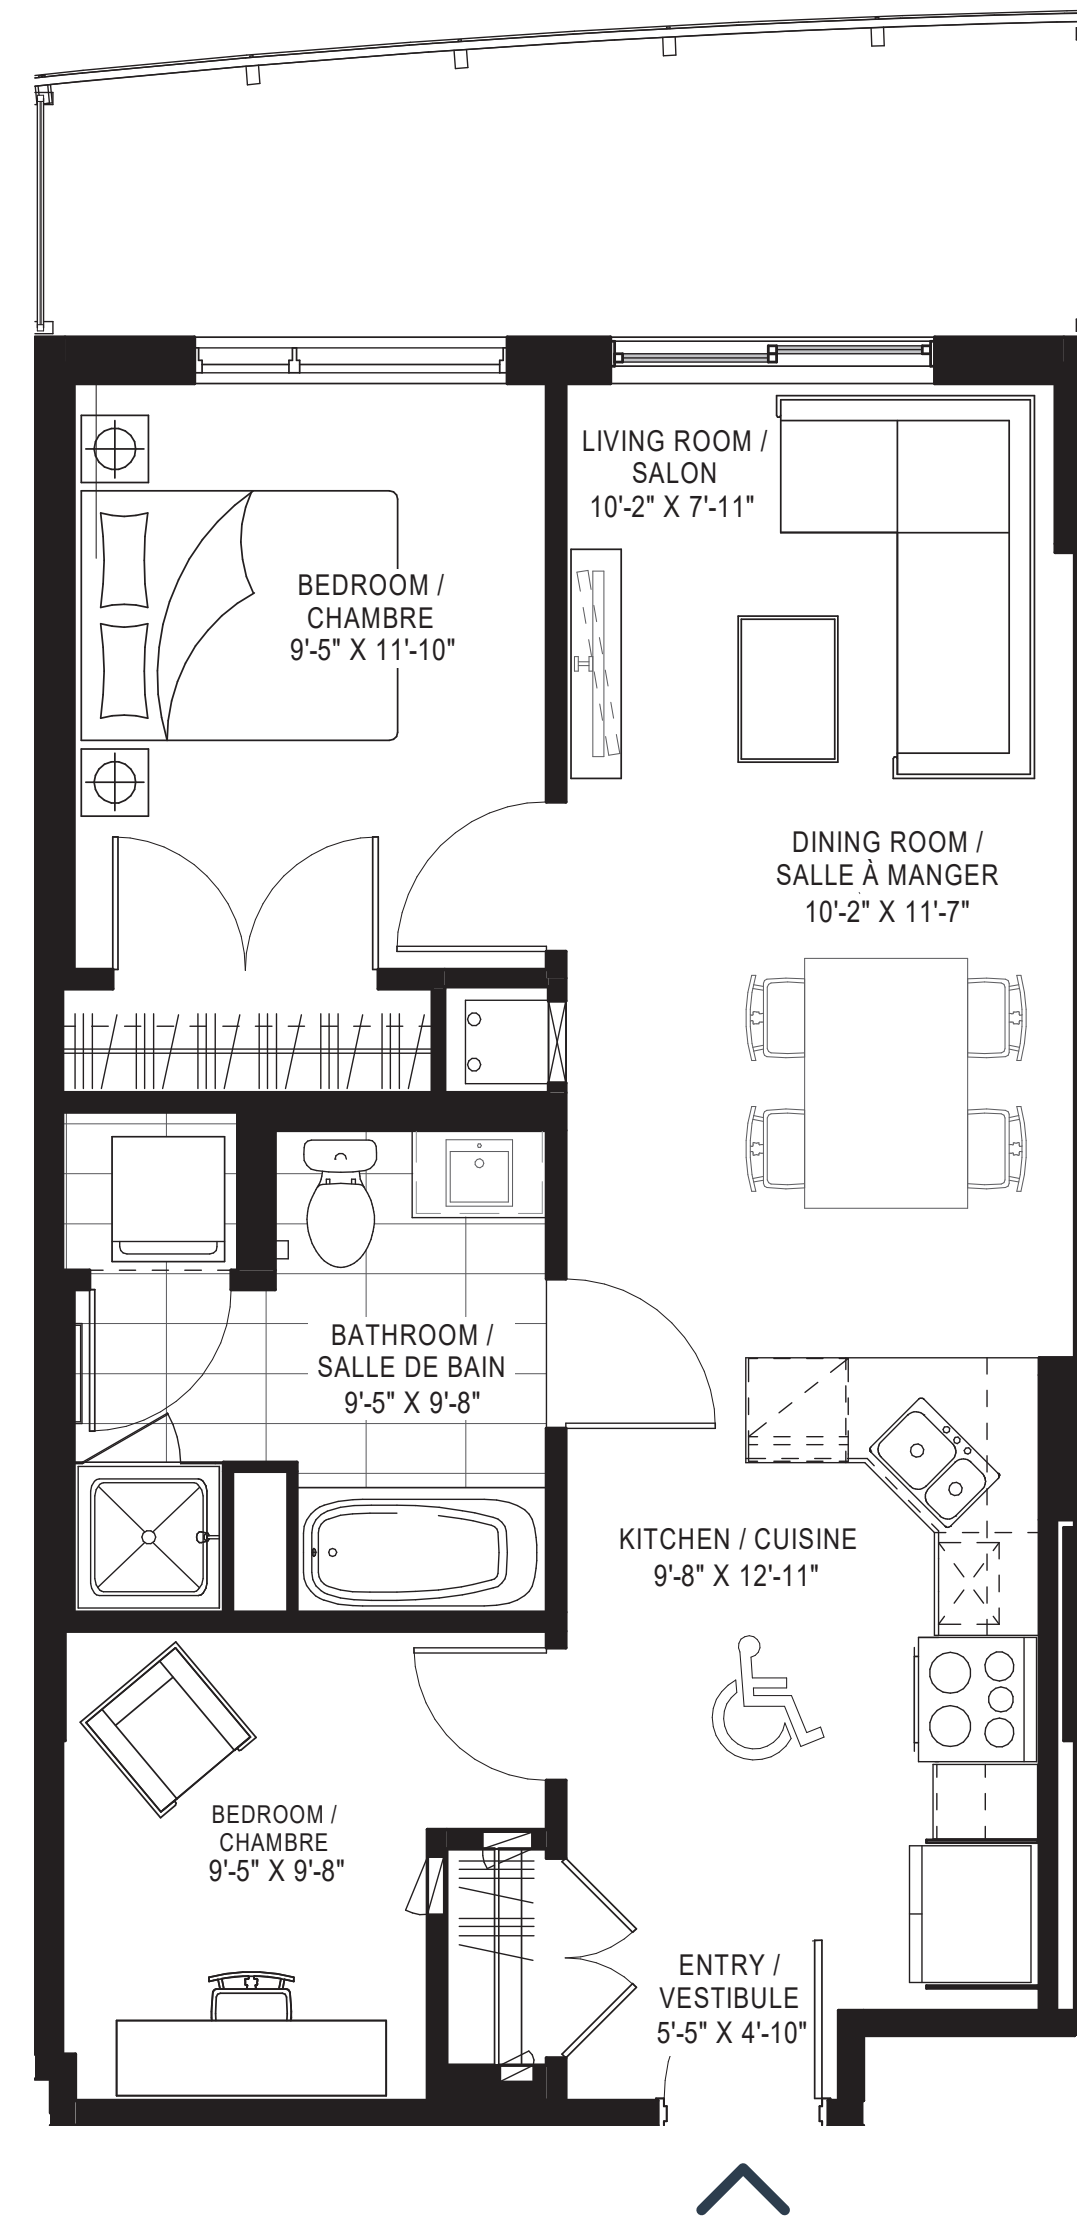 LIVING ROOM /
SALON
10'-2" X 7'-11"
BEDROOM /
CHAMBRE
9'-5" X 11'-10"
DINING ROOM /
SALLE À MANGER
10'-2" X 11'-7"
BATHROOM /
SALLE DE BAIN
9'-5" X 9'-8"
KITCHEN / CUISINE
9'-8" X 12'-11"
BEDROOM /
CHAMBRE
9'-5" X 9'-8"
ENTRY /
VESTIBULE
5'-5" X 4'-10"